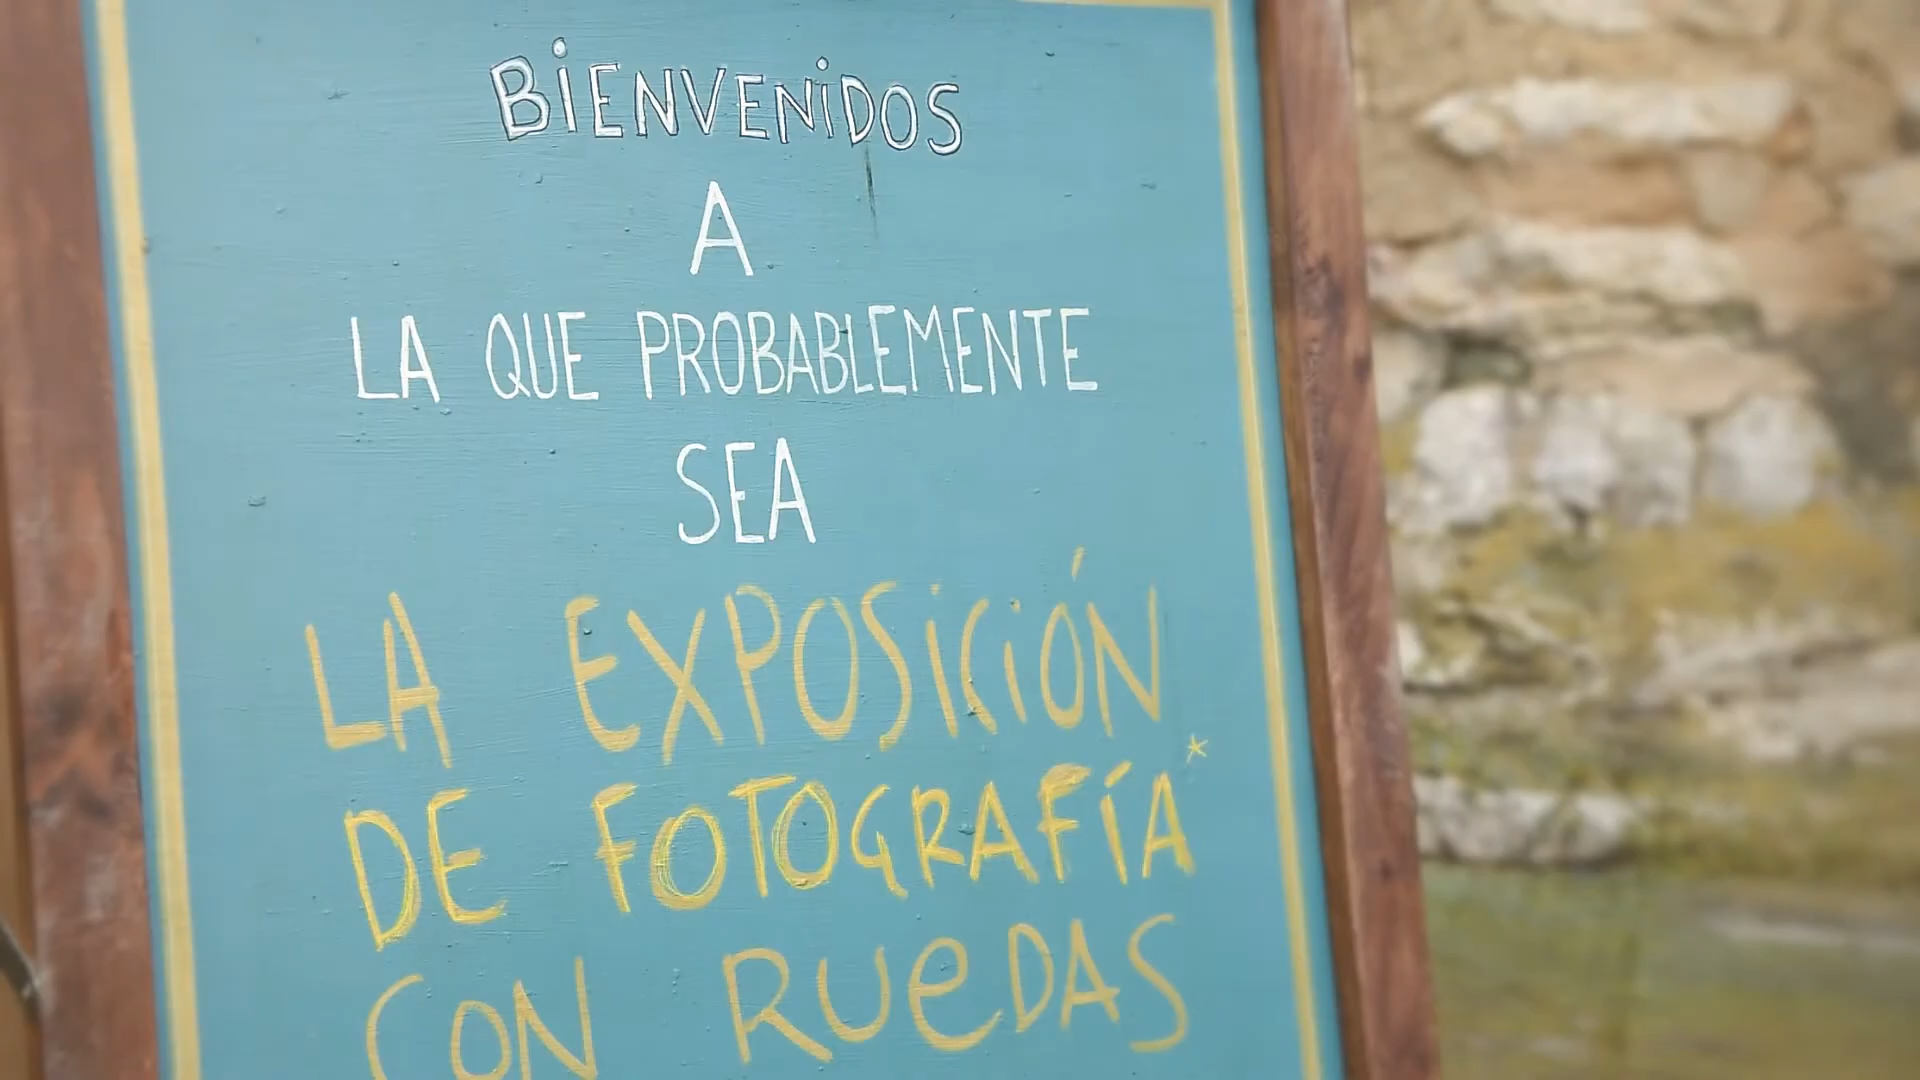 BIENVENIDOS
A
LA QUE PROBABLEMENTE
SEA
LA EXPOSICIÓN
DE FOTOGRAFÍA*
CON RUEDAS